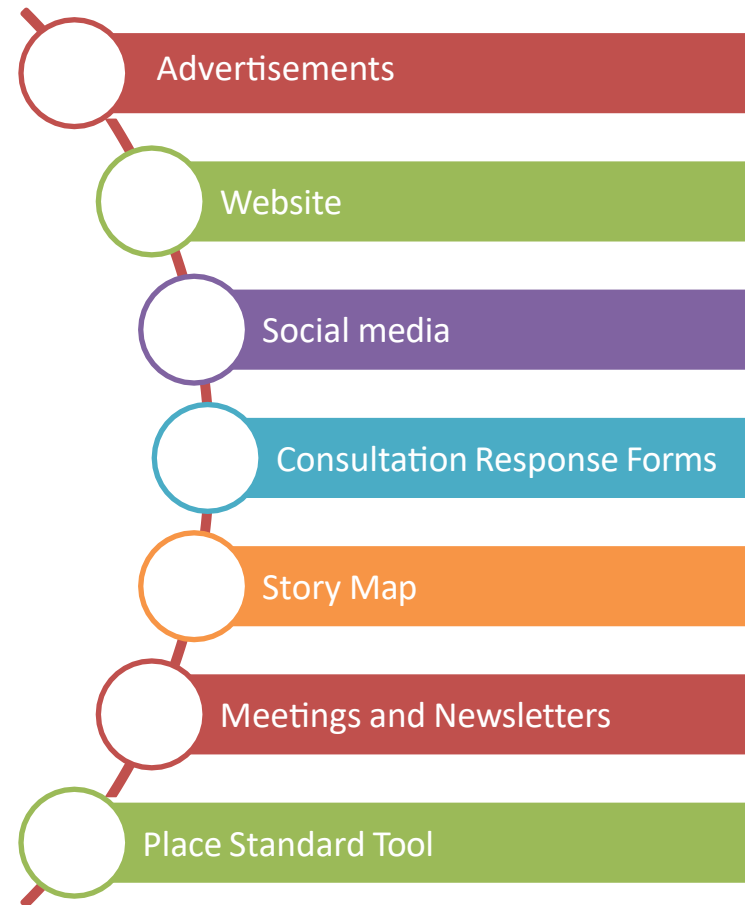 Advertisements
Website
Social media
Consultation Response Forms
Story Map
Meetings and Newsletters
Place Standard Tool